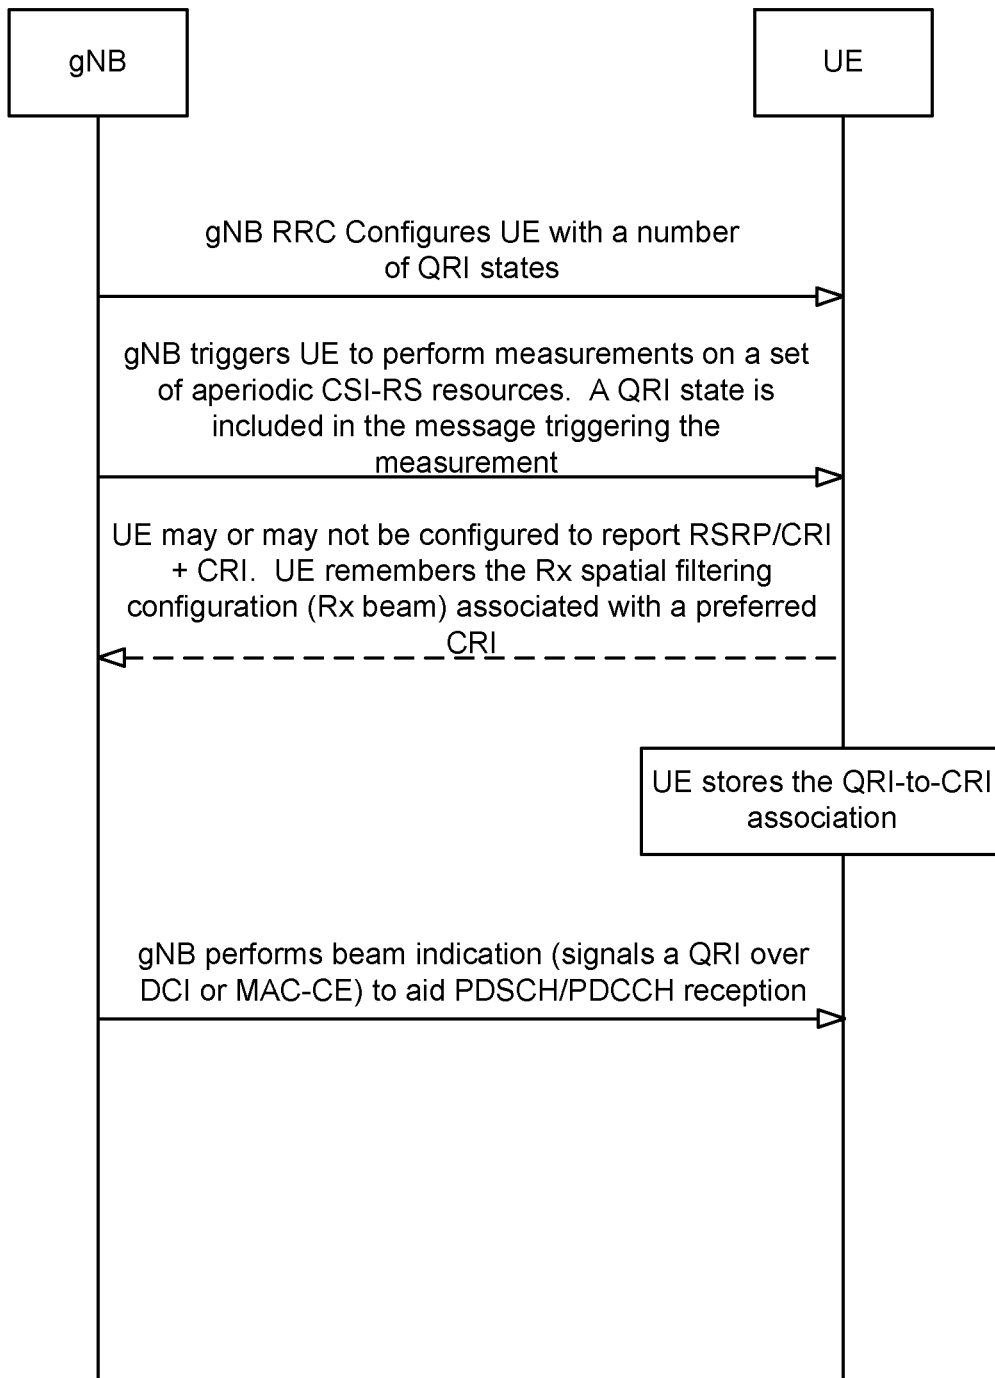 gNB
UE
gNB RRC Configures UE with a number
of QRI states
gNB triggers UE to perform measurements on a set
of aperiodic CSI-RS resources.  A QRI state is
included in the message triggering the
measurement
UE may or may not be configured to report RSRP/CRI
+ CRI.  UE remembers the Rx spatial filtering
configuration (Rx beam) associated with a preferred
CRI
UE stores the QRI-to-CRI
association
gNB performs beam indication (signals a QRI over
DCI or MAC-CE) to aid PDSCH/PDCCH reception